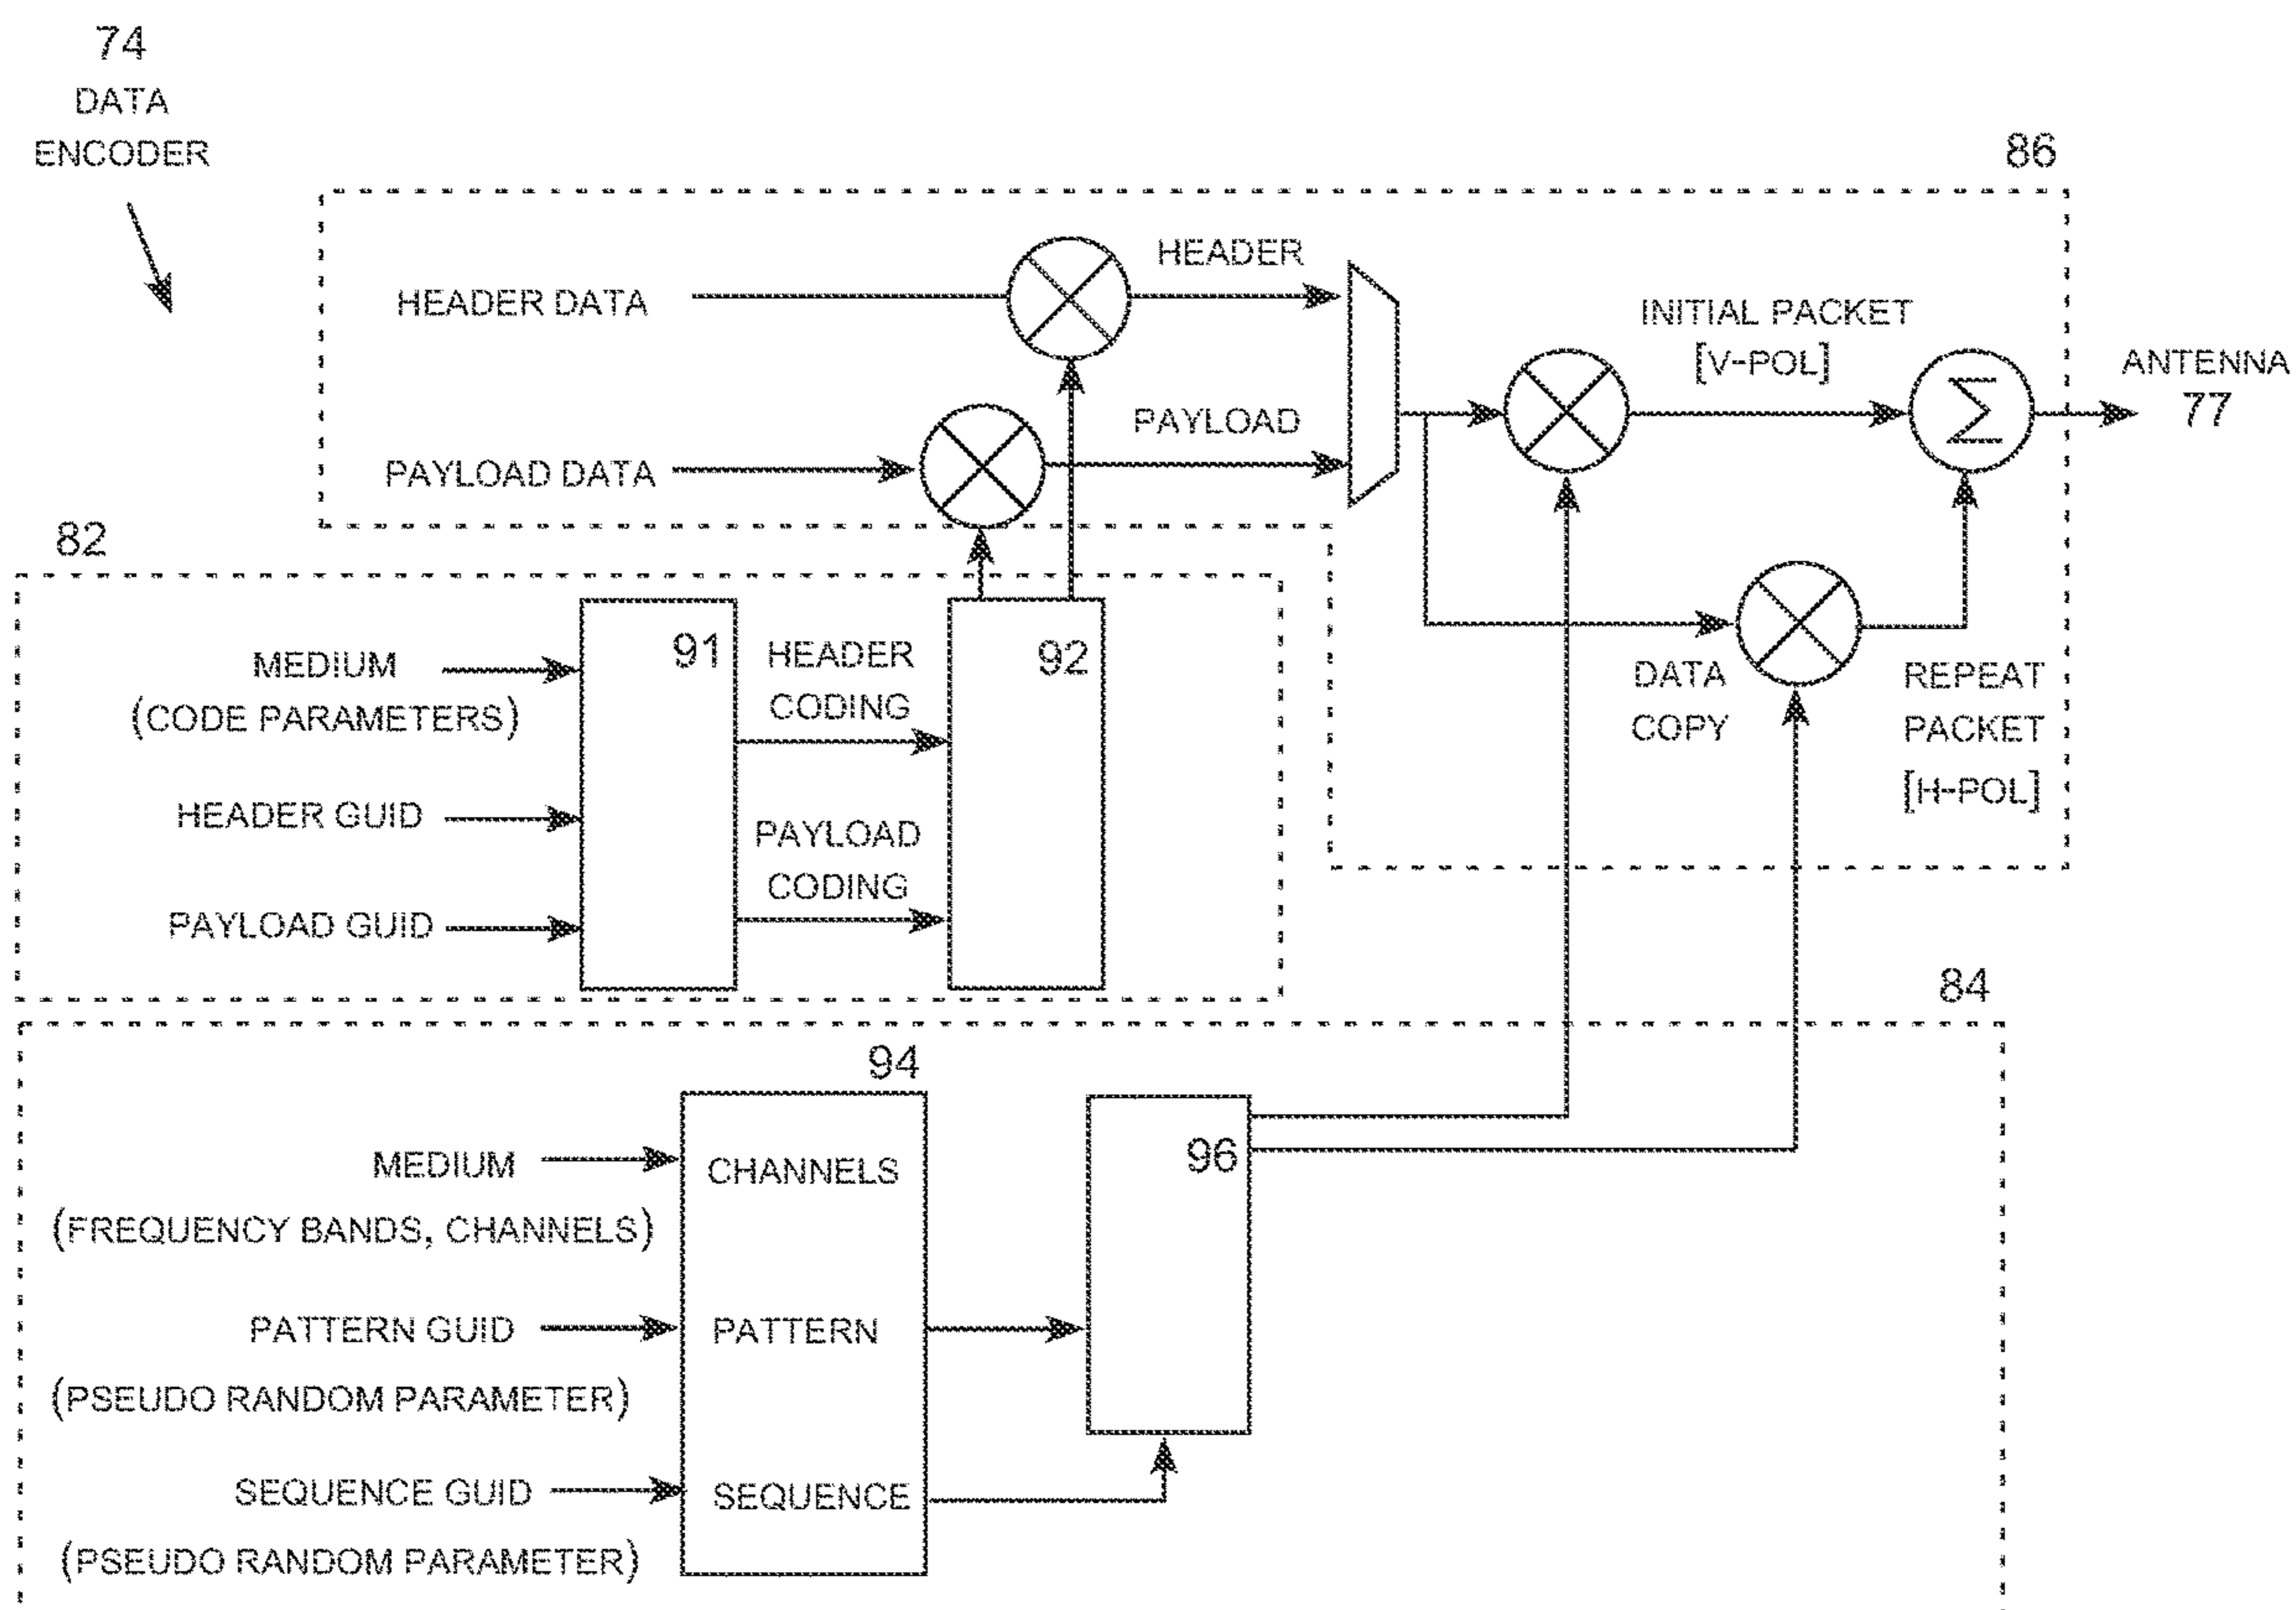 74
DATA
ENCODER
86
HEADER DATA
HEADER
PAYLOAD DATA
PAYLOAD
INITIAL PACKET
[V-POL]
Σ
ANTENNA
77
DATA
COPY
REPEAT
PACKET
[H-POL]
82
MEDIUM
(CODE PARAMETERS)
HEADER GUID
PAYLOAD GUID
91
HEADER
CODING
PAYLOAD
CODING
92
84
94
MEDIUM
(FREQUENCY BANDS, CHANNELS)
CHANNELS
PATTERN GUID
(PSEUDO RANDOM PARAMETER)
PATTERN
SEQUENCE GUID
(PSEUDO RANDOM PARAMETER)
SEQUENCE
96